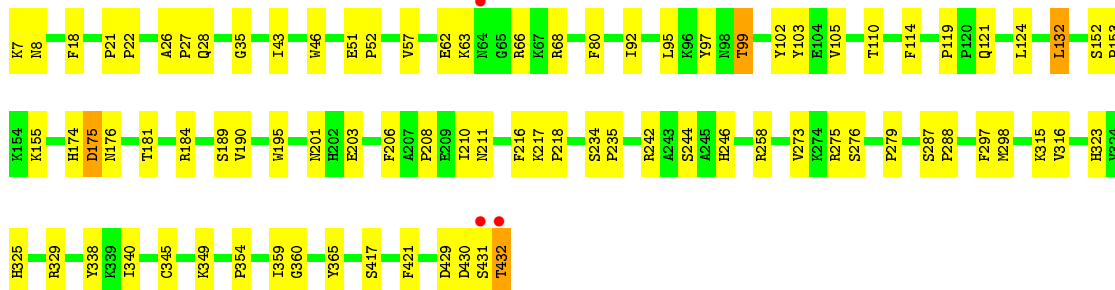 K7 N8 F18 P21 P22 A26 P27 Q28 G35 I43 W46 E51 P52 V57 E62 K63 N64 G65 R66 K67 R68 F80 I92 L95 K96 Y97 N98 T99 Y102 Y103 E104 V105 T110 F114 P119 P120 Q121 L124 L132 S152 P153
K154 K155 H174 D175 N176 T181 R184 S189 V190 W195 N201 H202 E203 F206 A207 P208 E209 I210 N211 F216 K217 P218 S234 P235 R242 A243 S244 A245 H246 R258 V273 K274 R275 S276 P279 S287 P288 F297 M298 K315 V316 H323
H325 R329 Y338 K339 I340 C345 K349 P354 I359 G360 Y365 S417 F421 D429 D430 S431 T432